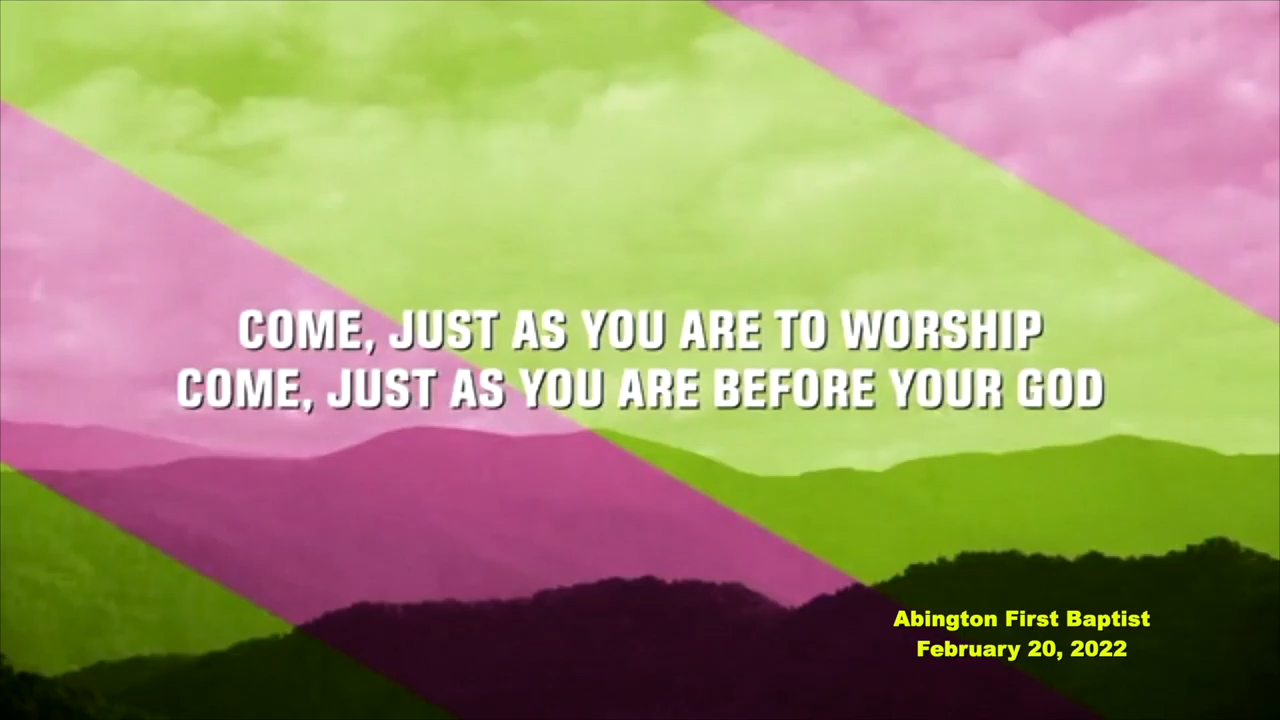 COME, JUST AS YOU ARE TO WORSHIP
COME, JUST AS YOU ARE BEFORE YOUR GOD
Abington First Baptist
February 20, 2022